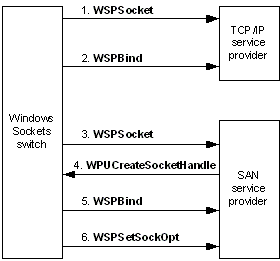 1. WSPSocket
TCP/IP
service
provider
2. WSPBind
Windows
Sockets
switch
3. WSPSocket
4. WPUCreateSocketHandle
SAN
service
provider
5. WSPBind
6. WSPSetSockOpt